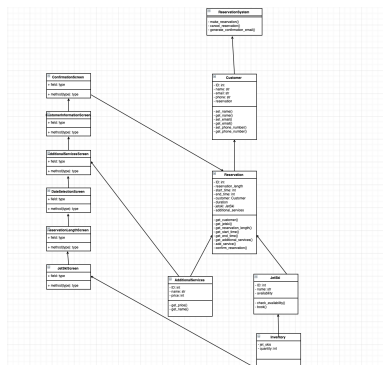 ReservationSystem
- make_reservation()
- cancel_reservation()
- generate_confirmation_email()
Customer
- ID: int
- name: str
- email: str
- phone: str
- reservation
- set_name()
- get_name()
- set_email()
- get_email()
- set_phone_number()
- get_phone_number()
ConfirmationScreen
+ field: type
+ method(type): type
CustomerInformationScreen
+ field: type
+ method(type): type
AdditionalServicesScreen
+ field: type
+ method(type): type
DateSelectionScreen
+ field: type
+ method(type): type
ReservationLengthScreen
+ field: type
+ method(type): type
JetSkiScreen
+ field: type
+ method(type): type
Reservation
- ID: int
- reservation_length
- start_time: int
- end_time: int
- customer: Customer
- duration
- jetski: JetSki
- additional_services
- get_customer()
- get_jetski()
- get_reservation_length()
- get_start_time()
- get_end_time()
- get_additional_services()
- add_service()
- confirm_reservation()
AdditionalServices
- ID: int
- name: str
- price: int
- get_price()
- get_name()
JetSki
- ID: int
- name: str
- availability
- check_availability()
- book()
Inventory
- jet_skis
- quantity: int